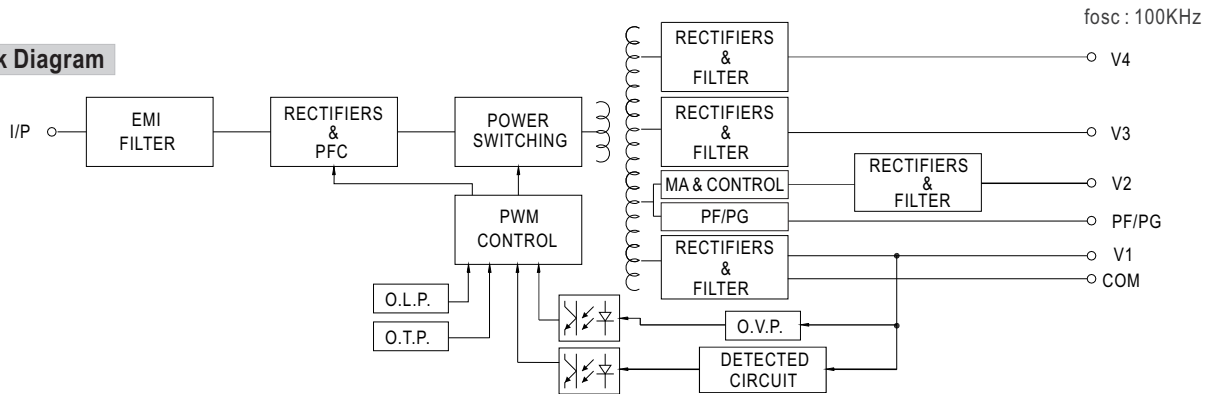 fosc : 100KHz
k Diagram
I/P
EMI
FILTER
RECTIFIERS
&
PFC
POWER
SWITCHING
PWM
CONTROL
O.L.P.
O.T.P.
RECTIFIERS
&
FILTER
V4
RECTIFIERS
&
FILTER
V3
MA & CONTROL
RECTIFIERS
&
FILTER
V2
PF/PG
PF/PG
RECTIFIERS
&
FILTER
V1
COM
O.V.P.
DETECTED
CIRCUIT